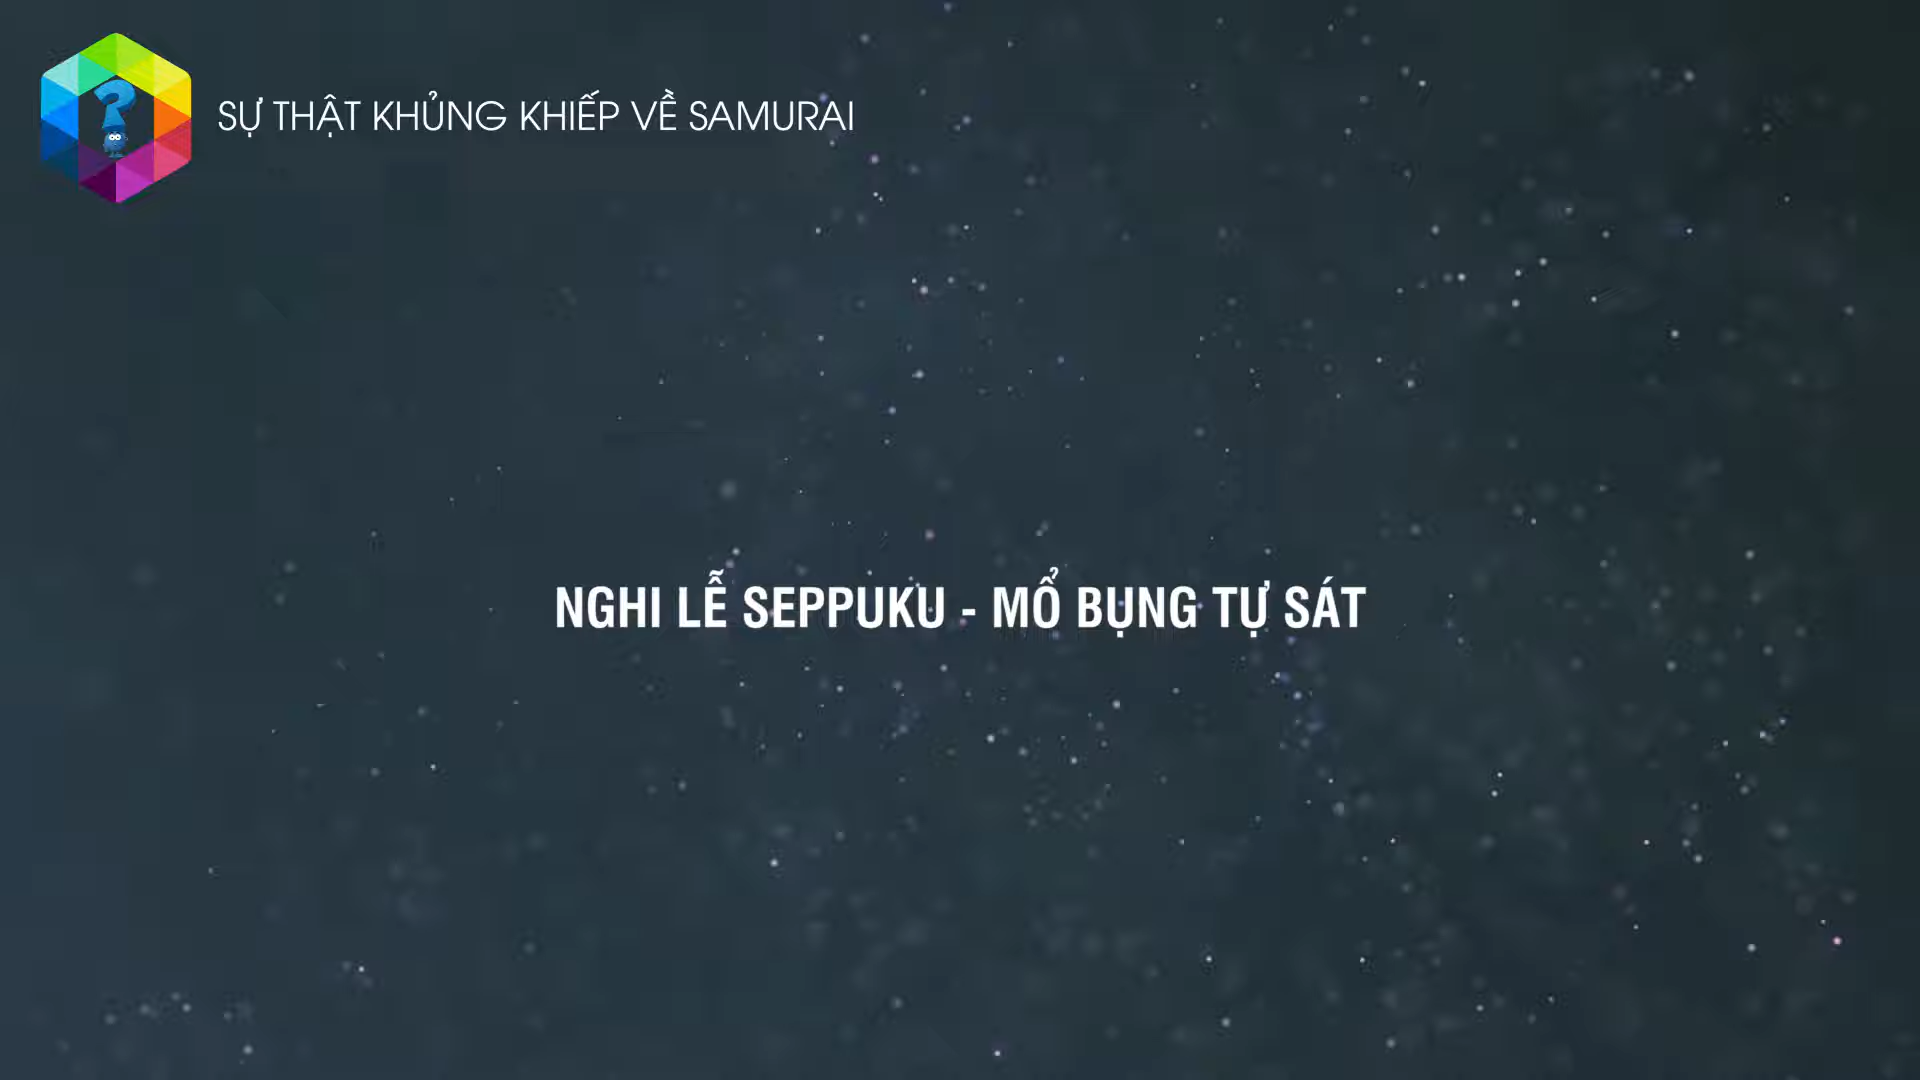 SỰ THẬT KHỦNG KHIẾP VỀ SAMURAI
NGHI LỄ SEPPUKU - MỔ BỤNG TỰ SÁT